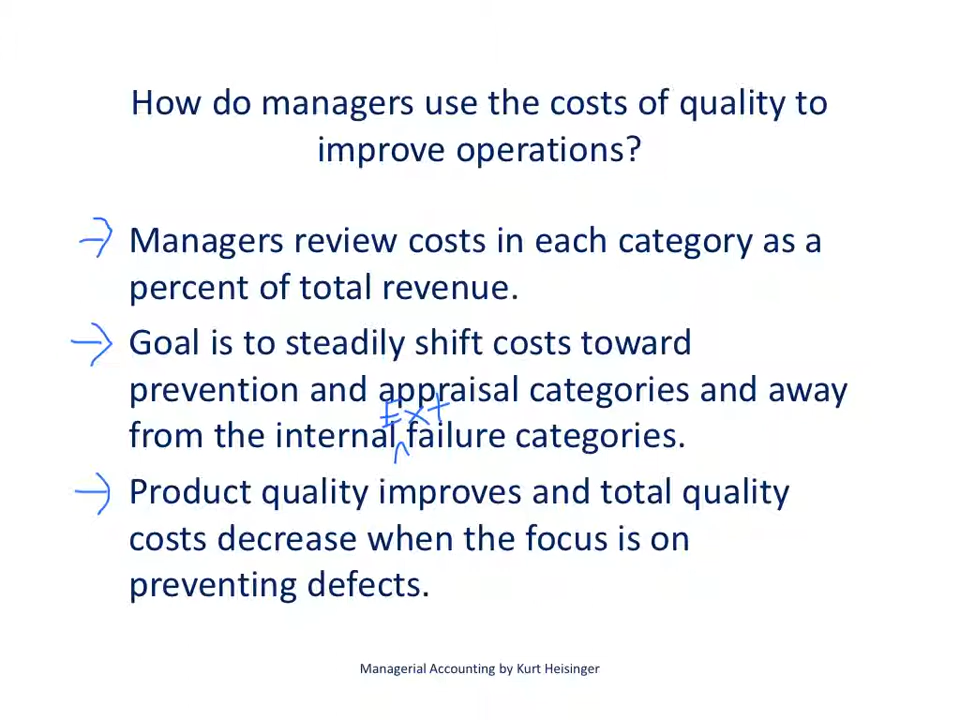 How do managers use the costs of quality to
improve operations?
→ Managers review costs in each category as a
percent of total revenue.
→ Goal is to steadily shift costs toward
prevention and appraisal categories and away
Ext
from the internal ^ failure categories.
→ Product quality improves and total quality
costs decrease when the focus is on
preventing defects.
Managerial Accounting by Kurt Heisinger